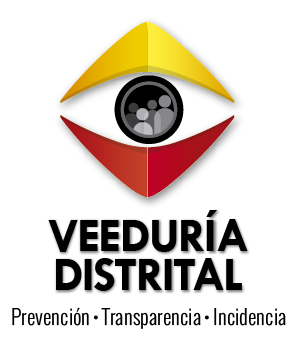 VEEDURÍA
DISTRITAL
Prevención • Transparencia • Incidencia